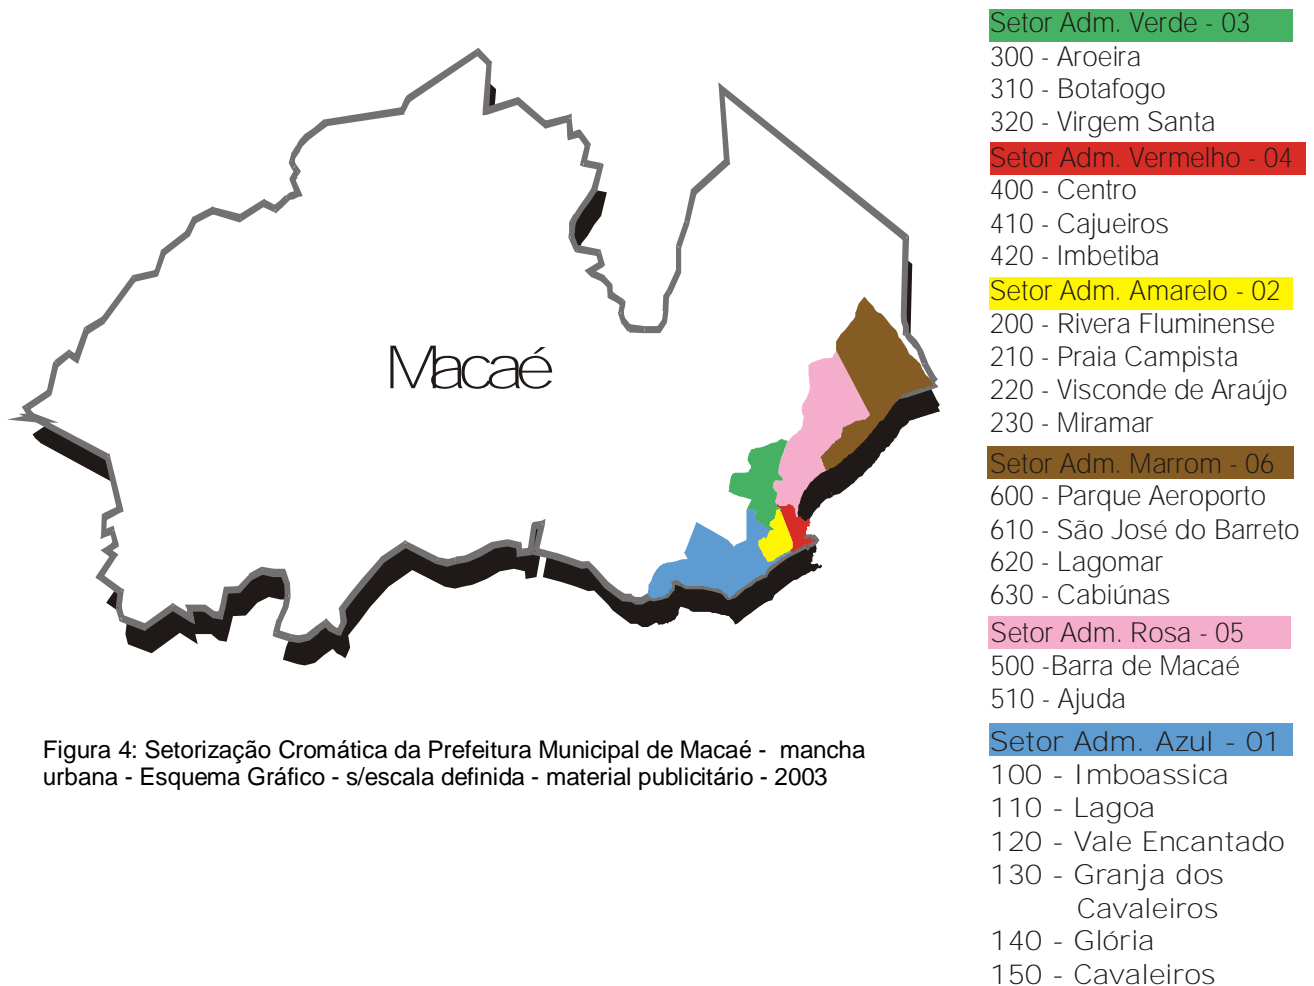 Macaé
Figura 4: Setorização Cromática da Prefeitura Municipal de Macaé - mancha
urbana - Esquema Gráfico - s/escala definida - material publicitário - 2003
Setor Adm. Verde - 03
300 - Aroeira
310 - Botafogo
320 - Virgem Santa
Setor Adm. Vermelho - 04
400 - Centro
410 - Cajueiros
420 - Imbetiba
Setor Adm. Amarelo - 02
200 - Rivera Fluminense
210 - Praia Campista
220 - Visconde de Araújo
230 - Miramar
Setor Adm. Marrom - 06
600 - Parque Aeroporto
610 - São José do Barreto
620 - Lagomar
630 - Cabiúnas
Setor Adm. Rosa - 05
500 -Barra de Macaé
510 - Ajuda
Setor Adm. Azul - 01
100 - Imboassica
110 - Lagoa
120 - Vale Encantado
130 - Granja dos
Cavaleiros
140 - Glória
150 - Cavaleiros